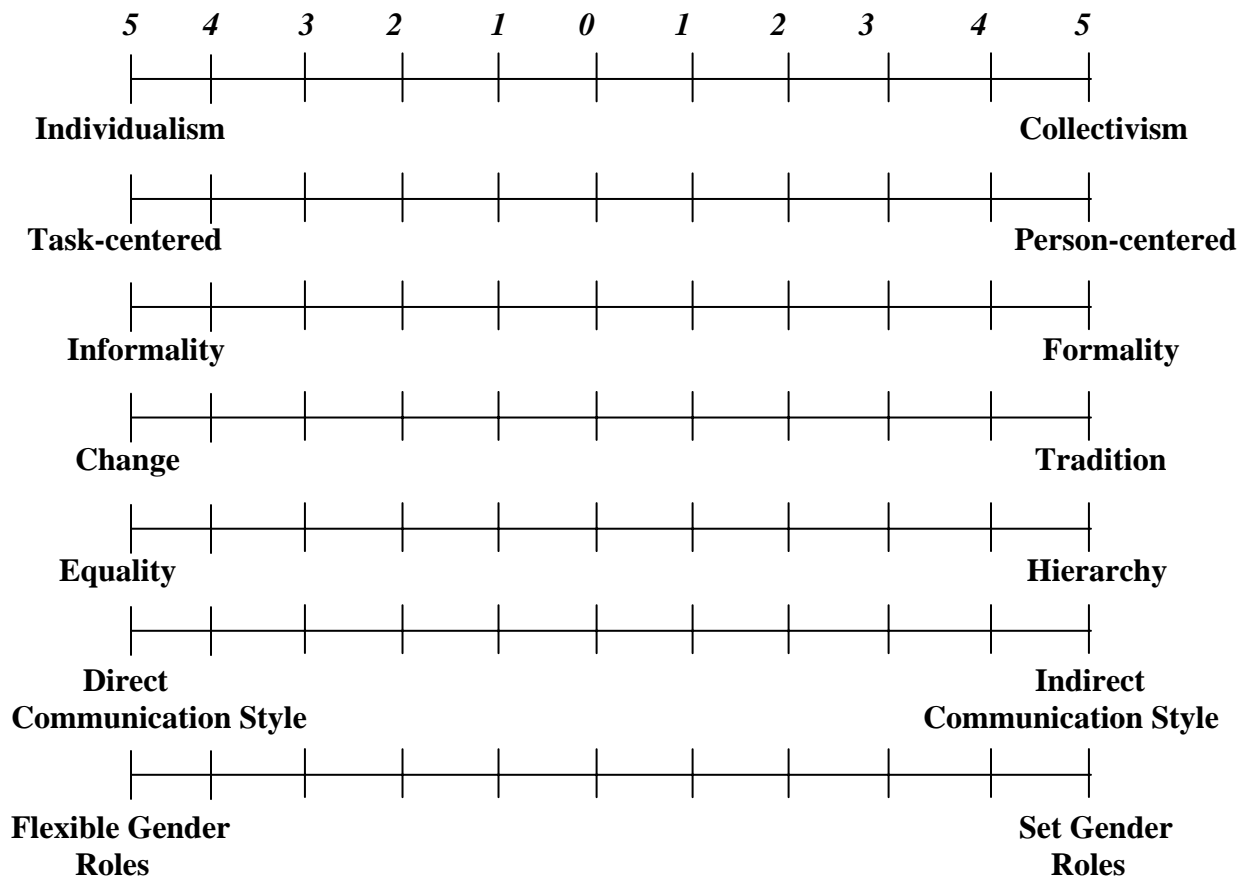 5 4 3 2 1 0 1 2 3 4 5
Individualism Collectivism
Task-centered Person-centered
Informality Formality
Change Tradition
Equality Hierarchy
Direct Indirect
Communication Style Communication Style
Flexible Gender Set Gender
Roles Roles